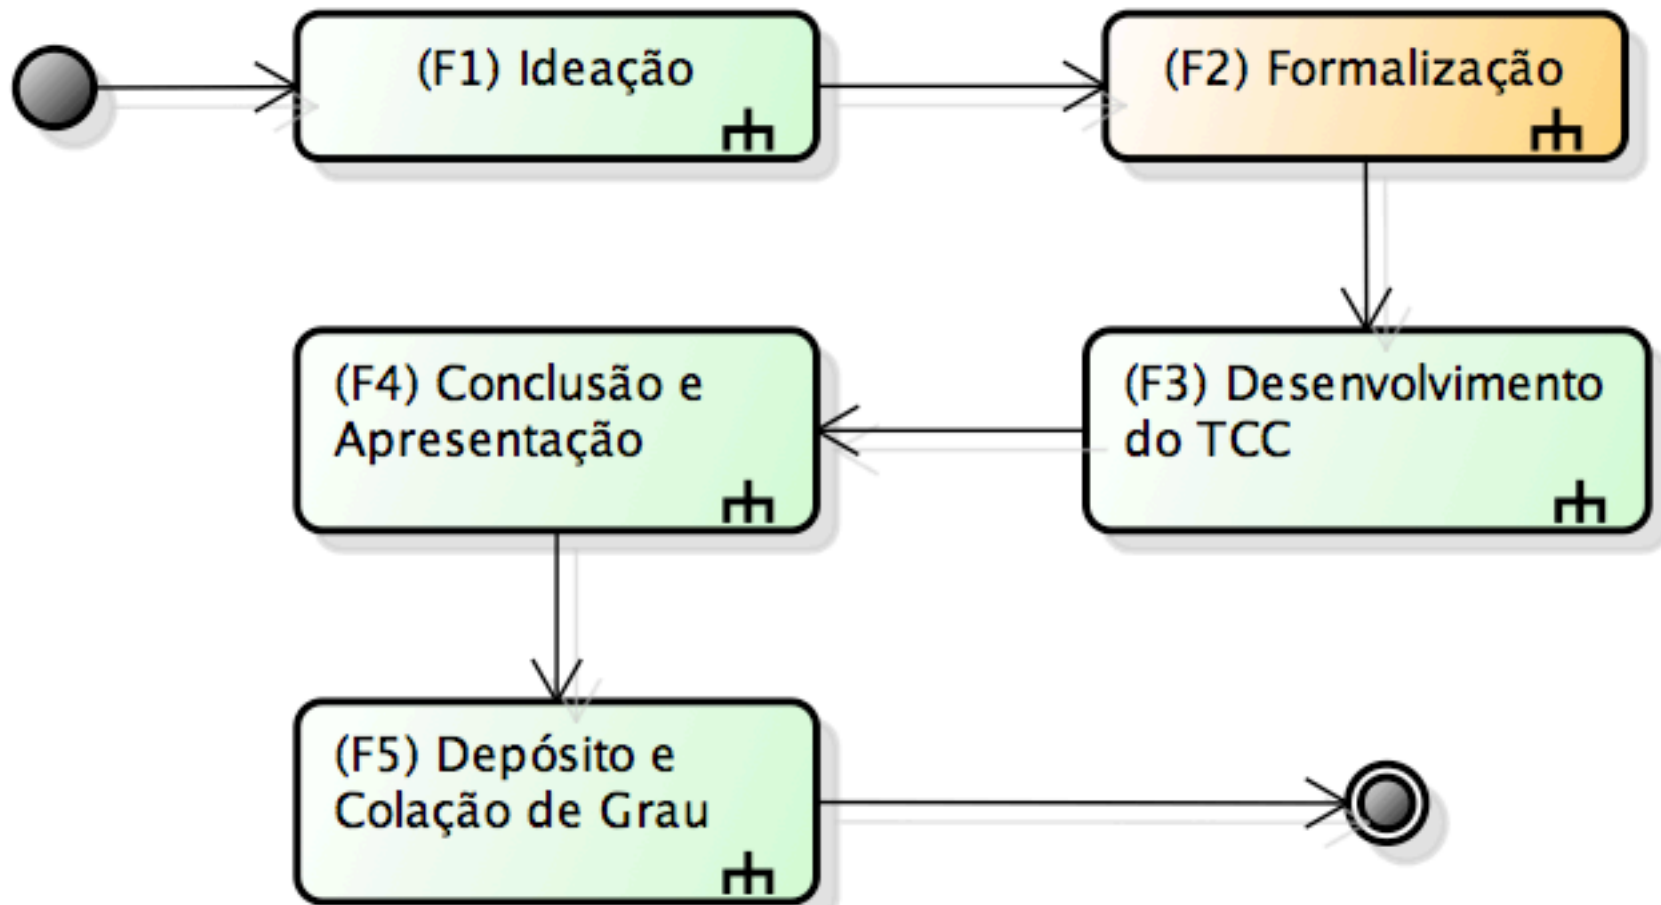 (F1) Ideação
(F2) Formalização
(F3) Desenvolvimento
do TCC
(F4) Conclusão e
Apresentação
(F5) Depósito e
Colação de Grau